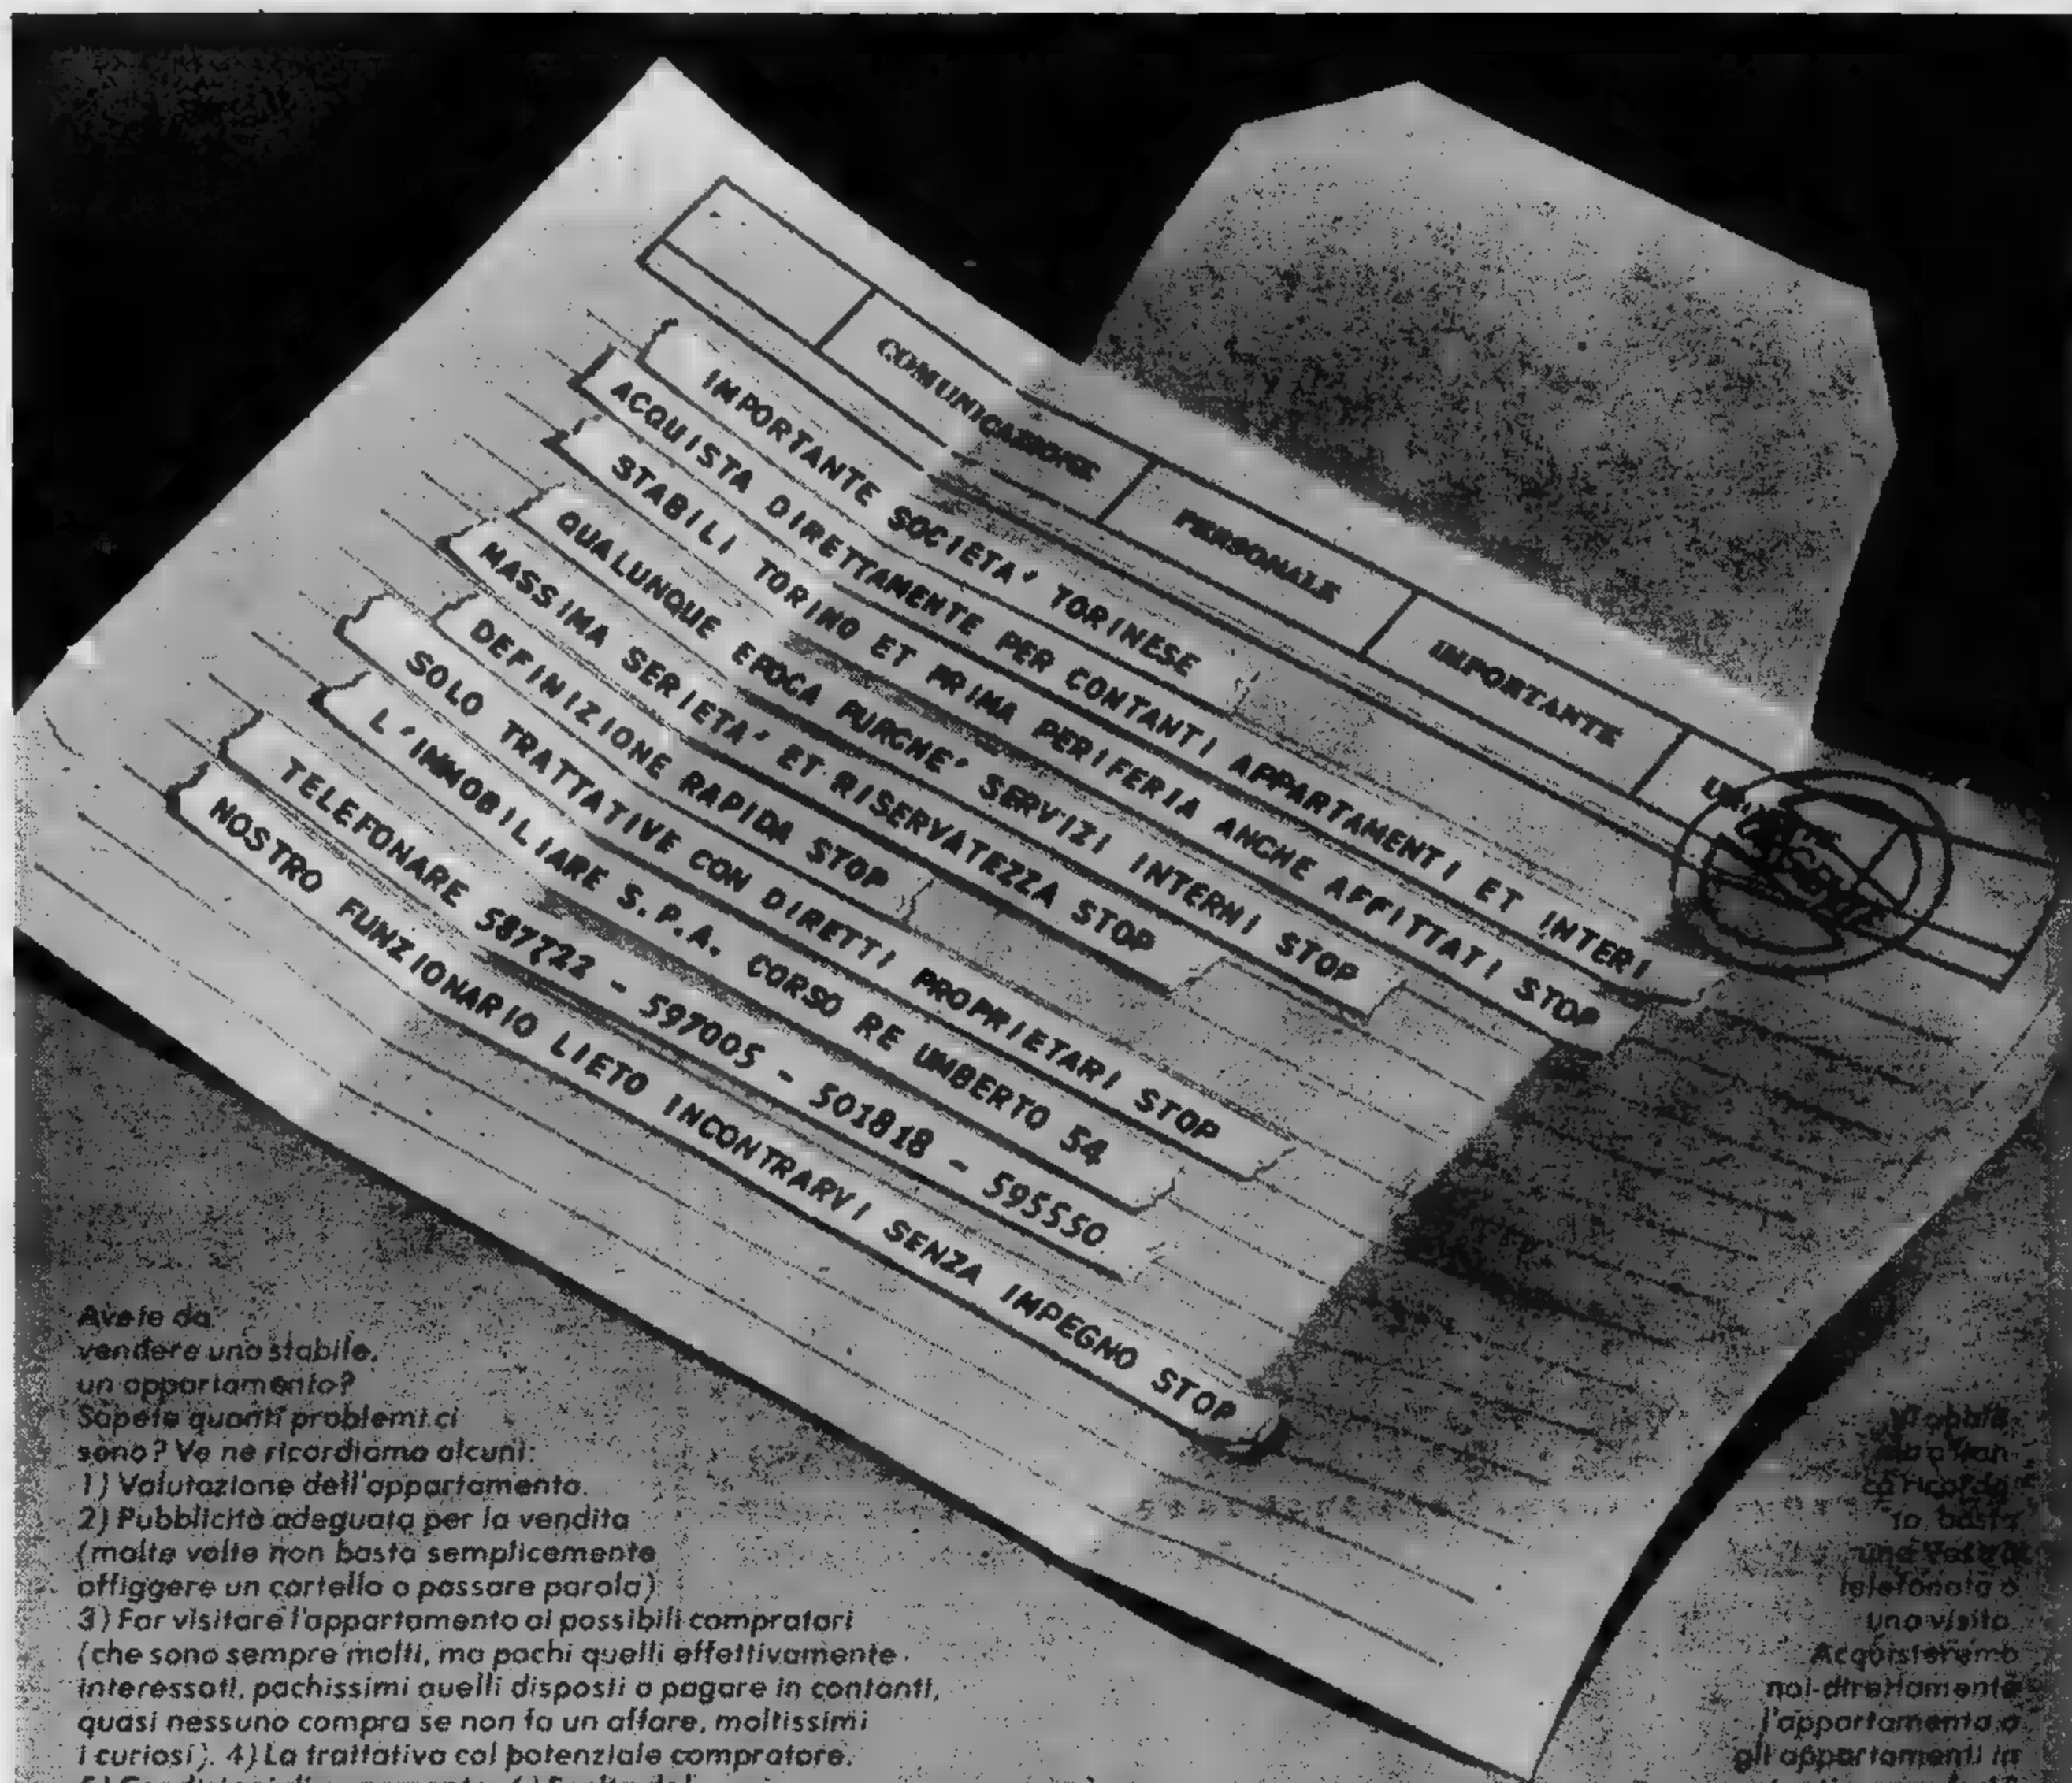 COMUNICAZIONE PERSONALE IMPORTANTE
IMPORTANTE SOCIETA' TORINESE
ACQUISTA DIRETTAMENTE PER CONTANTI APPARTAMENTI ET INTERI
STABILI TORINO ET PRIMA PERIFERIA ANCHE AFFITTATI STOP
QUALUNQUE EPOCA PURCHE' SERVIZI INTERNI STOP
MASSIMA SERIETA' ET RISERVATEZZA STOP
DEFINIZIONE RAPIDA STOP
SOLO TRATTATIVE CON DIRETTI PROPRIETARI STOP
L'IMMOBILIARE S.P.A. CORSO RE UMBERTO 54
TELEFONARE 587722 - 597005 - 501818 - 595550
NOSTRO FUNZIONARIO LIETO INCONTRARVI SENZA IMPEGNO STOP
Avete da
vendere uno stabile,
un appartamento?
Sapete quanti problemi ci
sono? Ve ne ricordiamo alcuni:
1) Valutazione dell'appartamento.
2) Pubblicità adeguata per la vendita
(molte volte non basta semplicemente
affiggere un cartello o passare parola)
3) Far visitare l'appartamento ai possibili compratori
(che sono sempre molti, ma pochi quelli effettivamente
interessati, pochissimi quelli disposti a pagare in contanti,
quasi nessuno compra se non fa un affare, moltissimi
i curiosi). 4) La trattativa col potenziale compratore.
basta
una Vostra
telefonata o
una visita.
Acquisteremo
noi direttamente
l'appartamento o
gli appartamenti in